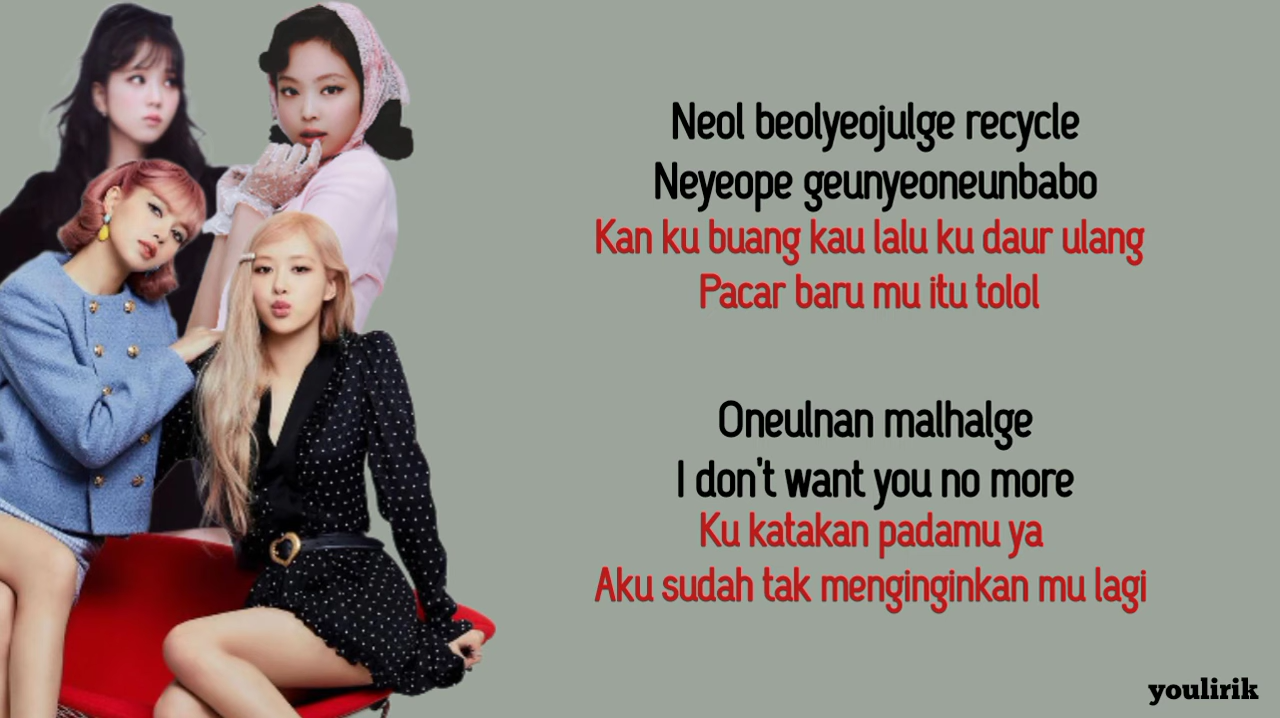 Neol beolyeojulge recycle
Neyeope geunyeoneunbabo
Kan ku buang kau lalu ku daur ulang
Pacar baru mu itu tolol
Oneulnan malhalge
I don't want you no more
Ku katakan padamu ya
Aku sudah tak menginginkan mu lagi
youlirik